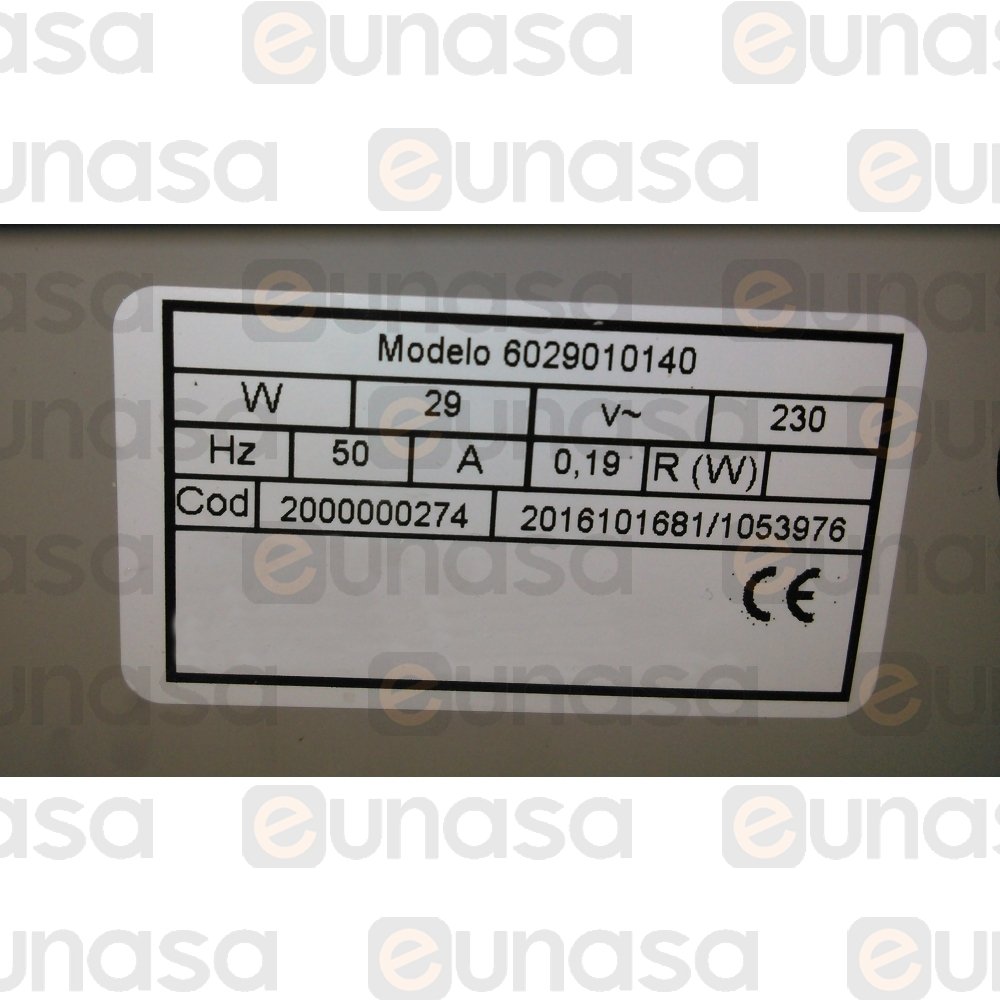 eunasa
Modelo 6029010140
W 29 V~ 230
Hz 50 A 0,19 R (W)
Cod 2000000274 2016101681/1053976
CE